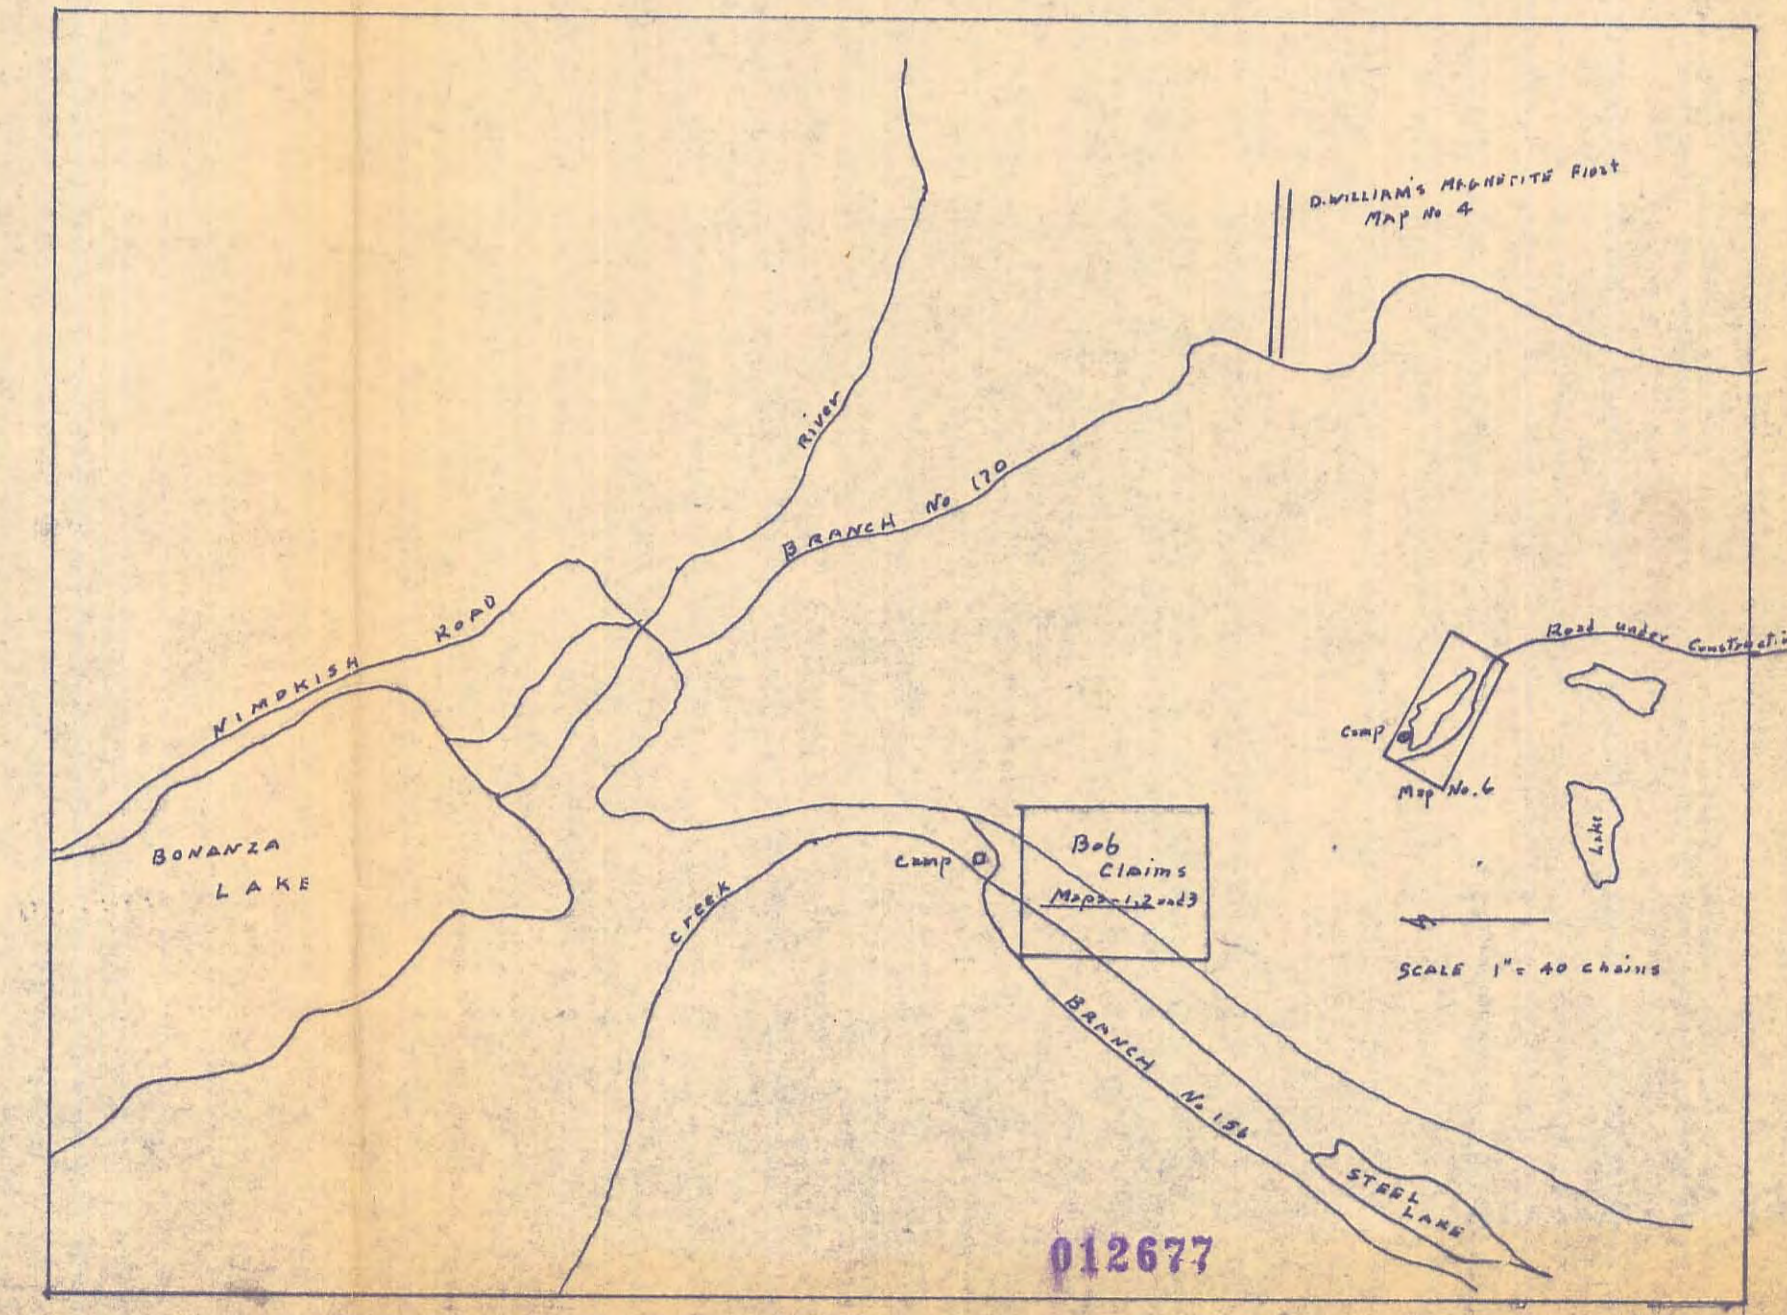 D. WILLIAM'S MAGNETITE Float
MAP No 4
River
BRANCH No 170
NIMOKISH ROAD
Road under Constructio
Camp
Map No. 6
BONANZA
LAKE
Camp
Bob
Claims
Maps-1,2 and 3
Lake
Creek
SCALE 1" = 40 chains
BRANCH No 156
STEEL
LAKE
012677